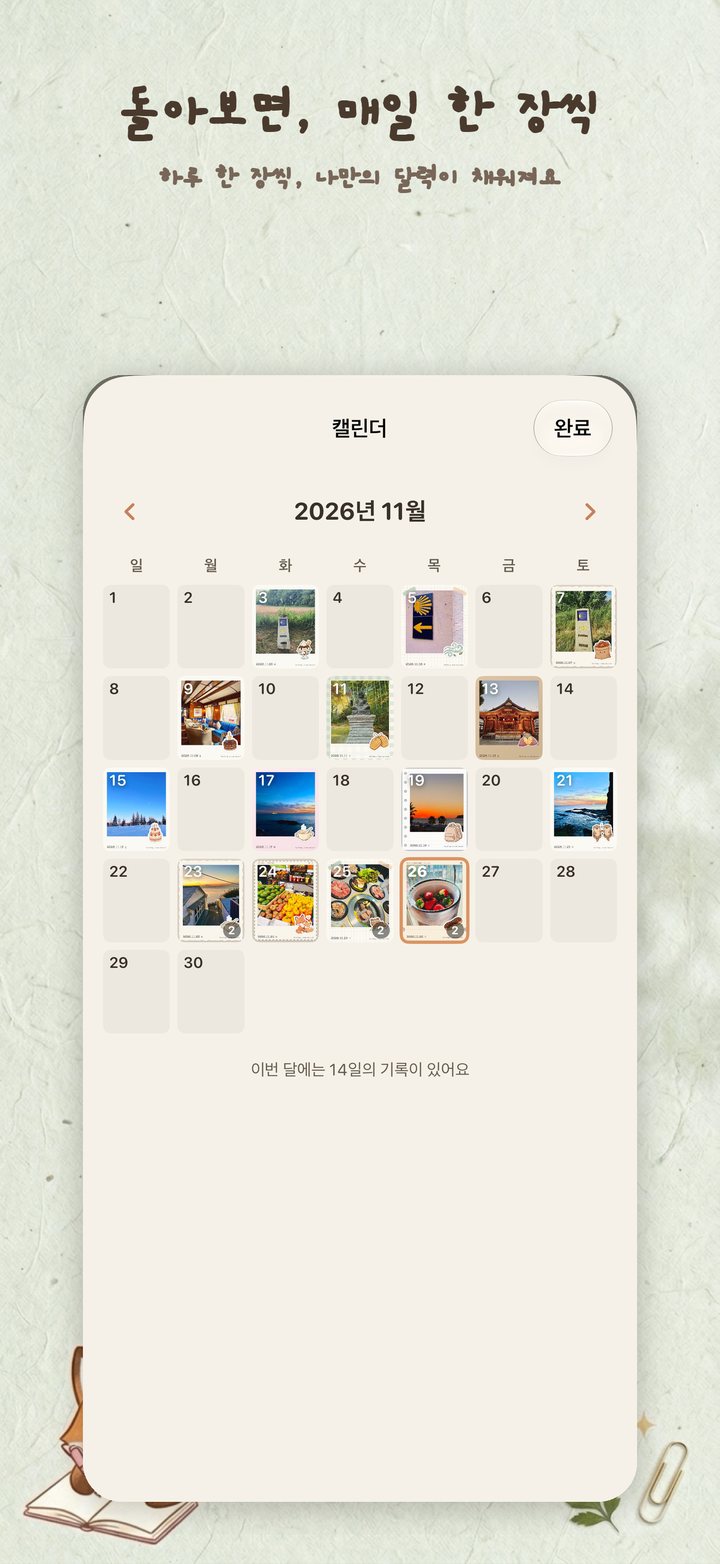 돌아보면, 매일 한 장씩
하루 한 장씩, 나만의 달력이 채워져요
캘린더
완료
2026년 11월
일 월 화 수 목 금 토
1 2 3 4 5 6 7
8 9 10 11 12 13 14
15 16 17 18 19 20 21
22 23 24 25 26 27 28
2 2 2
29 30
이번 달에는 14일의 기록이 있어요